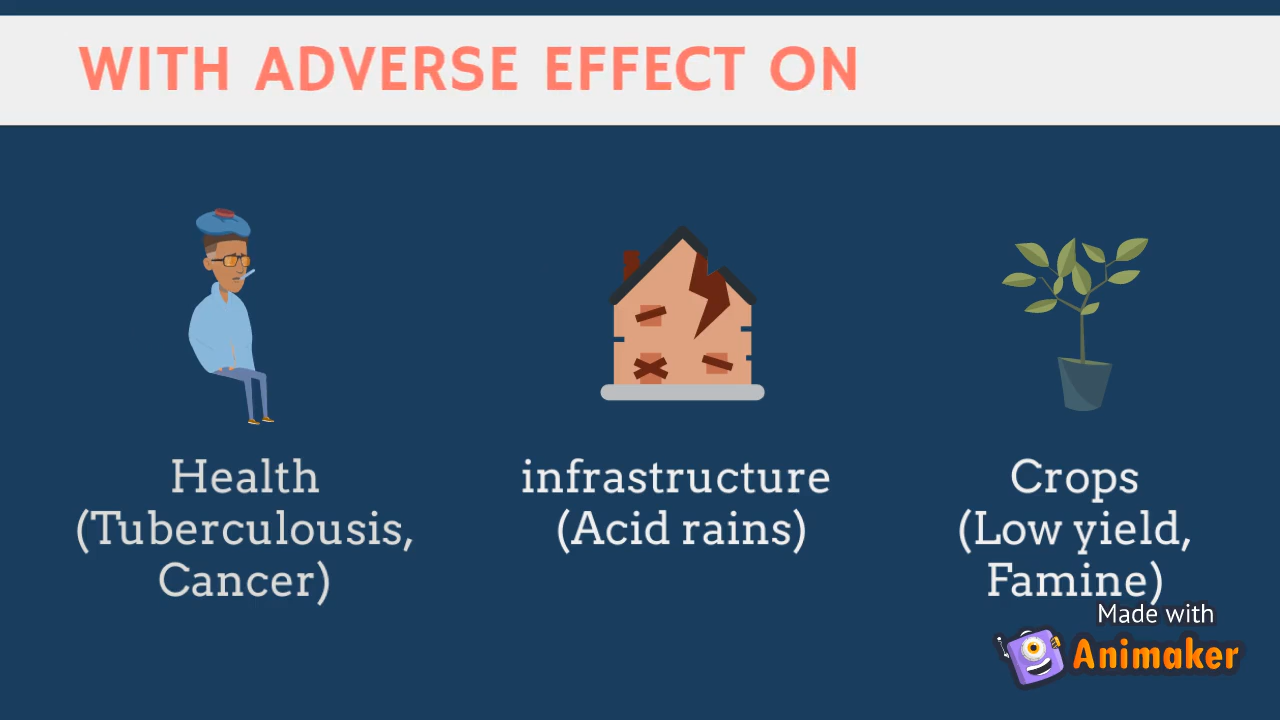 WITH ADVERSE EFFECT ON
Health
(Tuberculousis,
Cancer)
infrastructure
(Acid rains)
Crops
(Low yield,
Famine)
Made with
Animaker